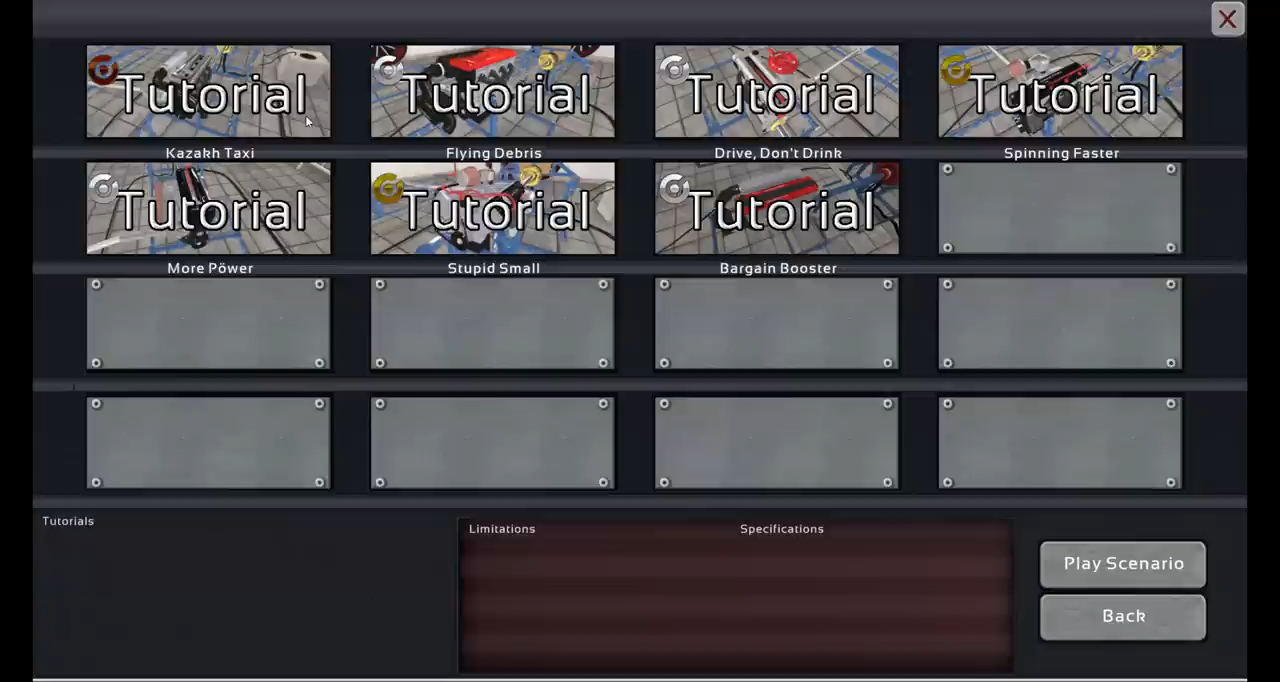 Tutorial
Tutorial
Tutorial
Tutorial
Kazakh Taxi
Flying Debris
Drive, Don't Drink
Spinning Faster
Tutorial
Tutorial
Tutorial
More Pöwer
Stupid Small
Bargain Booster
Tutorials
Limitations
Specifications
Play Scenario
Back